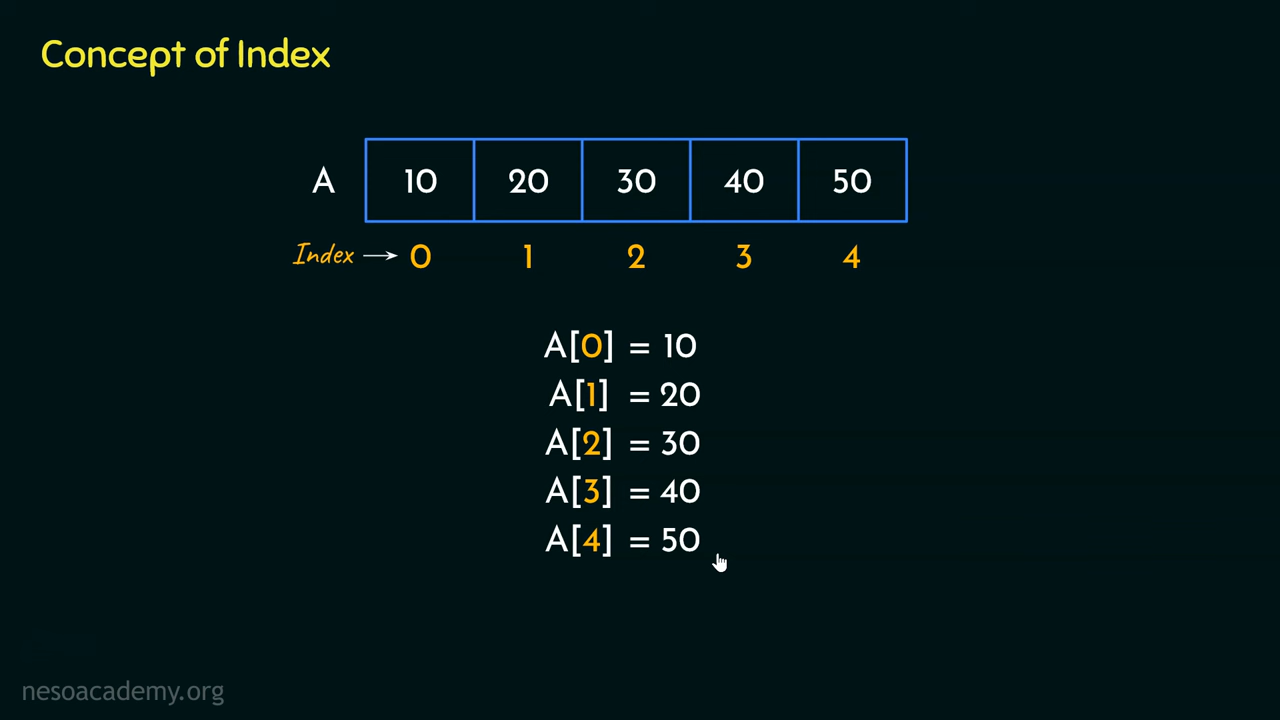 Concept of Index
A 10 20 30 40 50
Index → 0 1 2 3 4
A[0] = 10
A[1] = 20
A[2] = 30
A[3] = 40
A[4] = 50
nesoacademy.org